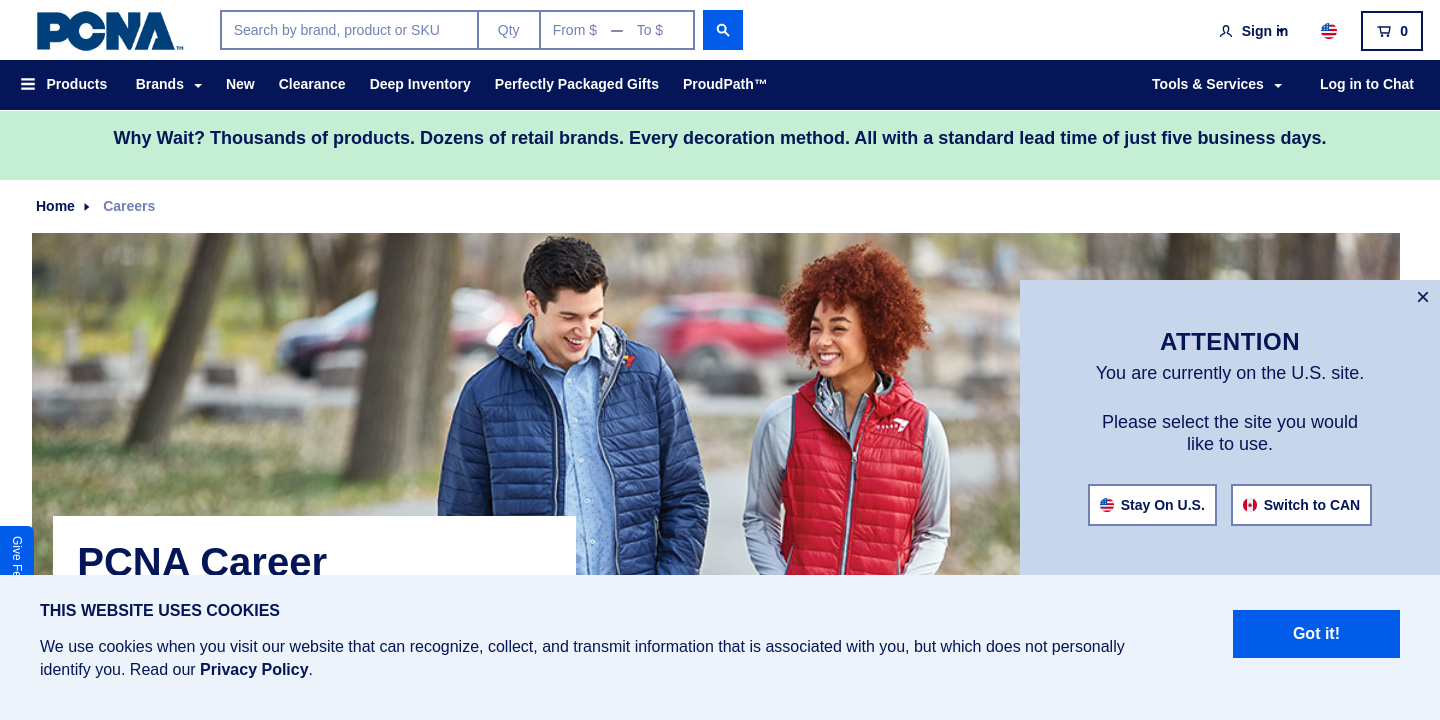 PCNA™
Search by brand, product or SKU
Qty
From $ — To $
Sign in
0
Products
Brands
New
Clearance
Deep Inventory
Perfectly Packaged Gifts
ProudPath™
Tools & Services
Log in to Chat
Why Wait? Thousands of products. Dozens of retail brands. Every decoration method. All with a standard lead time of just five business days.
Home
Careers
×
ATTENTION
You are currently on the U.S. site.
Please select the site you would
like to use.
Stay On U.S.
Switch to CAN
PCNA Career
Give Fe
THIS WEBSITE USES COOKIES
We use cookies when you visit our website that can recognize, collect, and transmit information that is associated with you, but which does not personally
identify you. Read our Privacy Policy.
Got it!